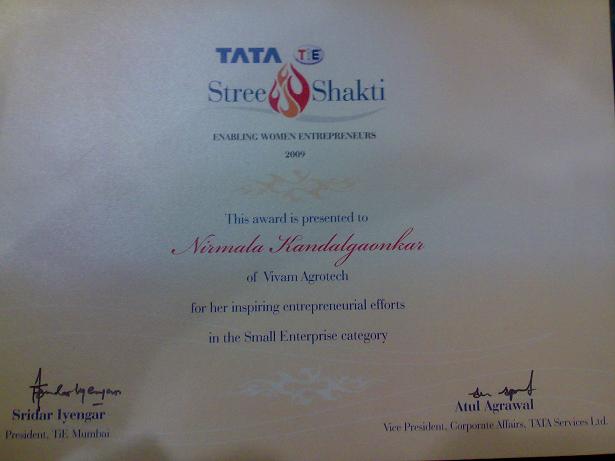 TATA TiE
Stree Shakti
ENABLING WOMEN ENTREPRENEURS
2009
This award is presented to
Nirmala Kandalgaonkar
of Vivam Agrotech
for her inspiring entrepreneurial efforts
in the Small Enterprise category
Sridar Iyengar
President, TiE Mumbai
Atul Agrawal
Vice President, Corporate Affairs, TATA Services Ltd.